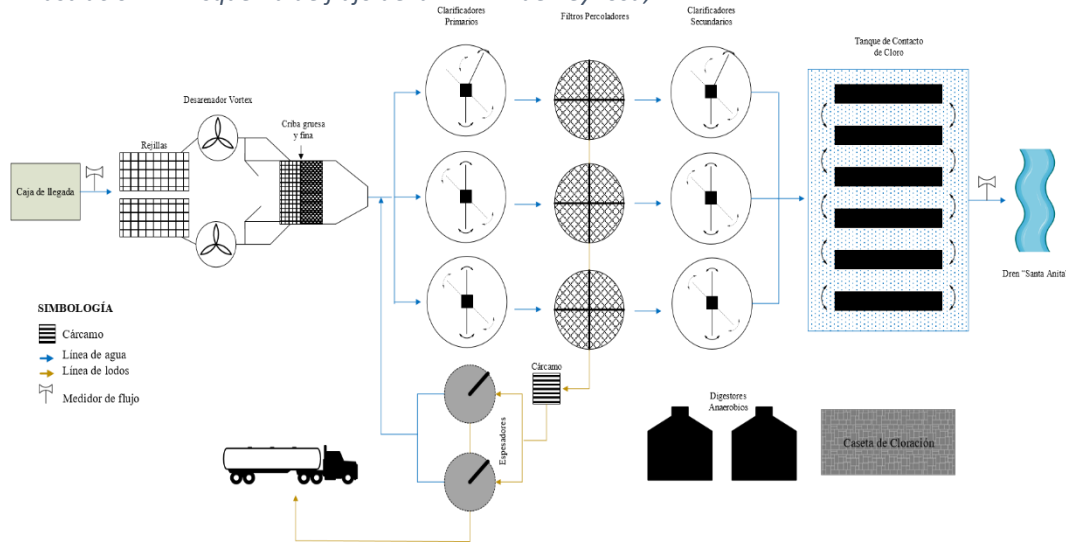 Clarificadores
Primarios
Filtros Percoladores
Clarificadores
Secundarios
Tanque de Contacto
de Cloro
Desarenador Vortex
Criba gruesa
y fina
Rejillas
Caja de llegada
Dren "Santa Anita"
SIMBOLOGÍA
Cárcamo
Línea de agua
Línea de lodos
Medidor de flujo
Cárcamo
Espesadores
Digestores
Anaerobios
Caseta de Cloración